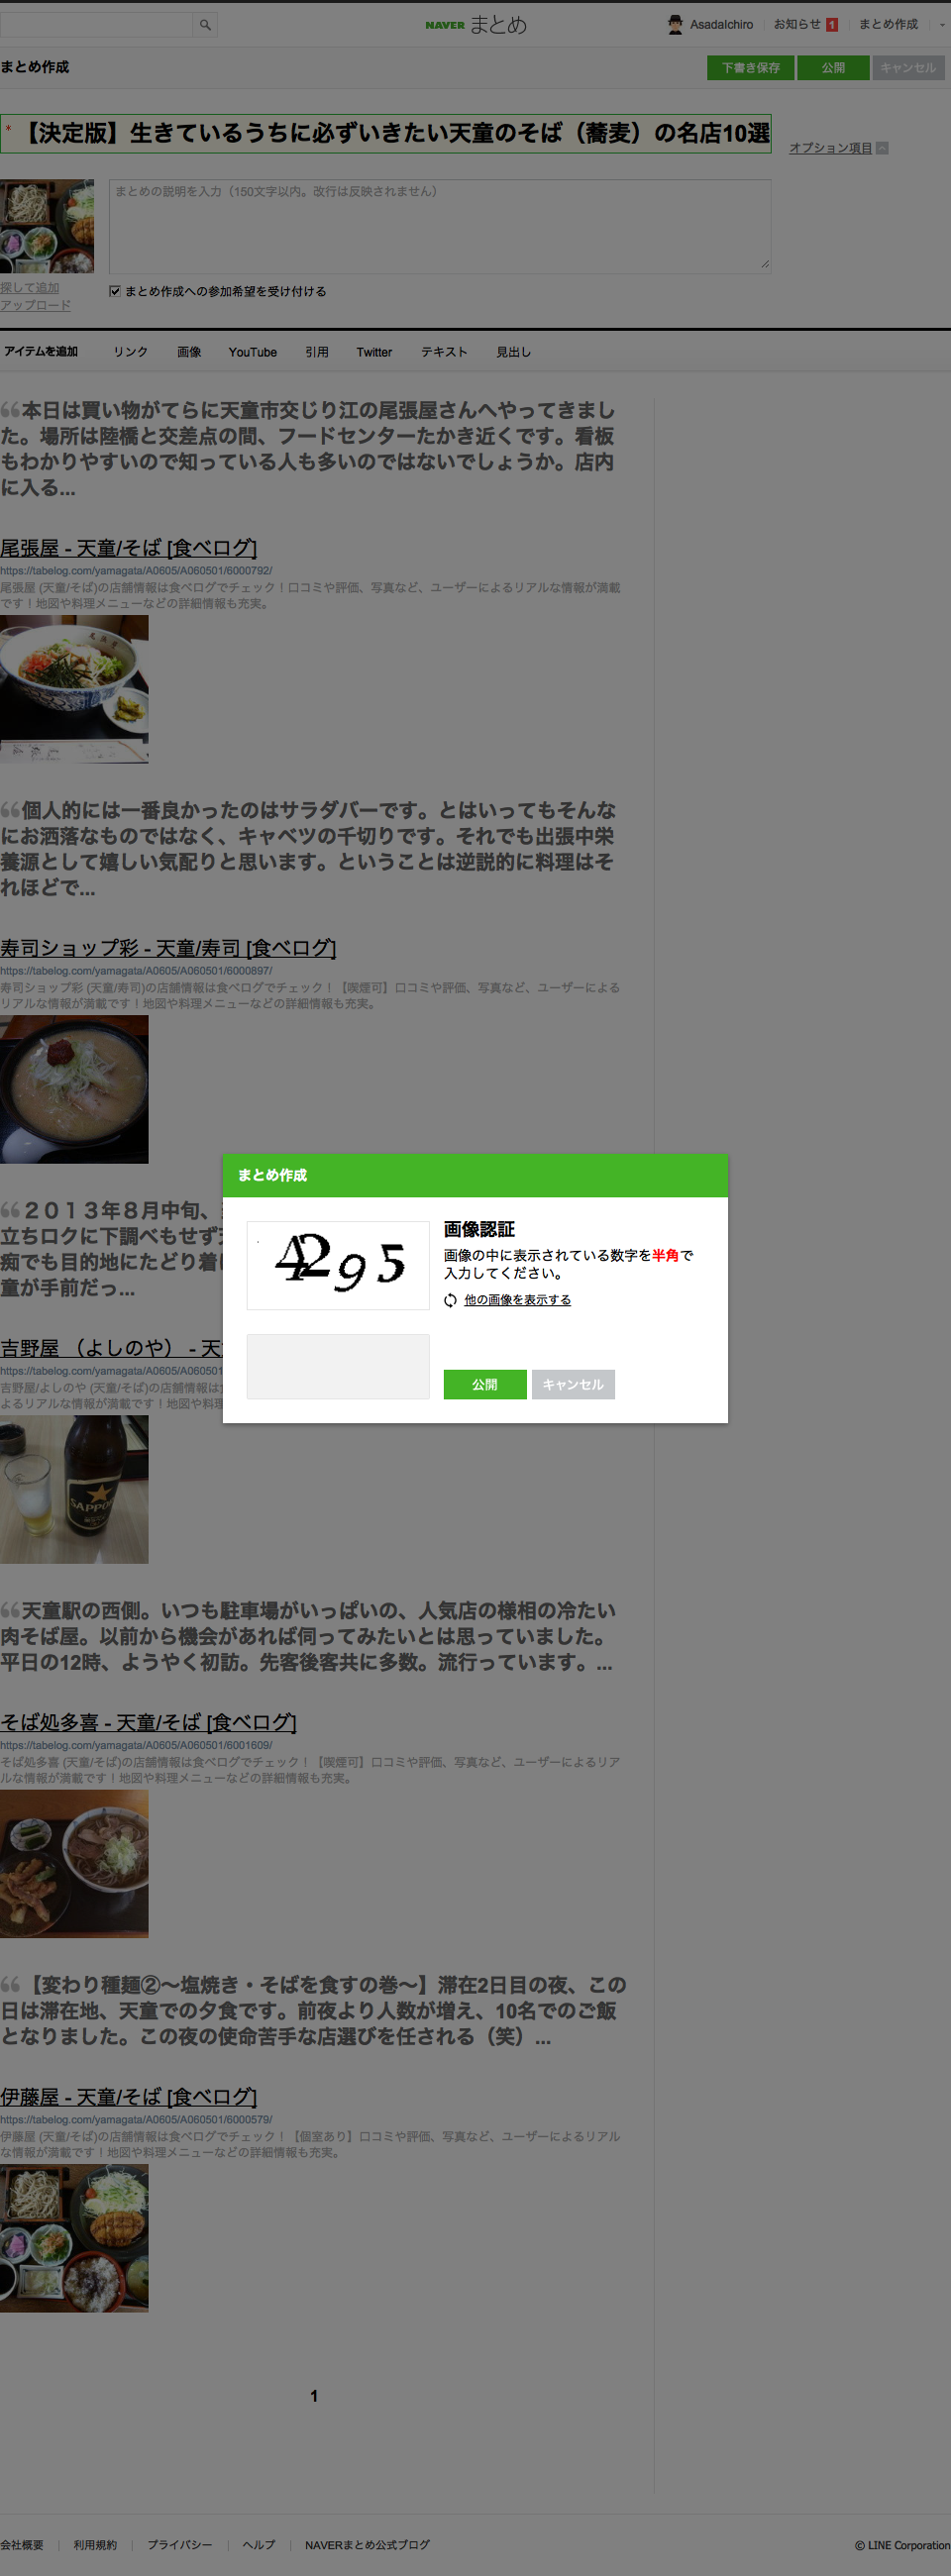 NAVER まとめ
AsadaIchiro
お知らせ 1
まとめ作成
まとめ作成
下書き保存
公開
キャンセル
* 【決定版】生きているうちに必ずいきたい天童のそば（蕎麦）の名店10選
オプション項目
まとめの説明を入力（150文字以内。改行は反映されません）
探して追加
アップロード
まとめ作成への参加希望を受け付ける
アイテムを追加 リンク 画像 YouTube 引用 Twitter テキスト 見出し
本日は買い物がてらに天童市交じり江の尾張屋さんへやってきまし
た。場所は陸橋と交差点の間、フードセンターたかき近くです。看板
もわかりやすいので知っている人も多いのではないでしょうか。店内
に入る...
尾張屋 - 天童/そば [食べログ]
https://tabelog.com/yamagata/A0605/A060501/6000792/
尾張屋 (天童/そば)の店舗情報は食べログでチェック！口コミや評価、写真など、ユーザーによるリアルな情報が満載
です！地図や料理メニューなどの詳細情報も充実。
個人的には一番良かったのはサラダバーです。とはいってもそんな
にお洒落なものではなく、キャベツの千切りです。それでも出張中栄
養源として嬉しい気配りと思います。ということは逆説的に料理はそ
れほどで...
寿司ショップ彩 - 天童/寿司 [食べログ]
https://tabelog.com/yamagata/A0605/A060501/6000897/
寿司ショップ彩 (天童/寿司)の店舗情報は食べログでチェック！【喫煙可】口コミや評価、写真など、ユーザーによる
リアルな情報が満載です！地図や料理メニューなどの詳細情報も充実。
２０１３年８月中旬、
立ちロクに下調べもせず
痴でも目的地にたどり着
童が手前だっ...
吉野屋 （よしのや） - 天
https://tabelog.com/yamagata/A0605/A060501
吉野屋/よしのや (天童/そば)の店舗情報は
よるリアルな情報が満載です！地図や料理
まとめ作成
4295
画像認証
画像の中に表示されている数字を半角で
入力してください。
他の画像を表示する
公開
キャンセル
SAPPORO
天童駅の西側。いつも駐車場がいっぱいの、人気店の様相の冷たい
肉そば屋。以前から機会があれば伺ってみたいとは思っていました。
平日の12時、ようやく初訪。先客後客共に多数。流行っています。...
そば処多喜 - 天童/そば [食べログ]
https://tabelog.com/yamagata/A0605/A060501/6001609/
そば処多喜 (天童/そば)の店舗情報は食べログでチェック！【喫煙可】口コミや評価、写真など、ユーザーによるリア
ルな情報が満載です！地図や料理メニューなどの詳細情報も充実。
【変わり種麺②～塩焼き・そばを食すの巻～】滞在2日目の夜、この
日は滞在地、天童での夕食です。前夜より人数が増え、10名でのご飯
となりました。この夜の使命苦手な店選びを任される（笑）...
伊藤屋 - 天童/そば [食べログ]
https://tabelog.com/yamagata/A0605/A060501/6000579/
伊藤屋 (天童/そば)の店舗情報は食べログでチェック！【個室あり】口コミや評価、写真など、ユーザーによるリアル
な情報が満載です！地図や料理メニューなどの詳細情報も充実。
1
会社概要 利用規約 プライバシー ヘルプ NAVERまとめ公式ブログ
© LINE Corporation